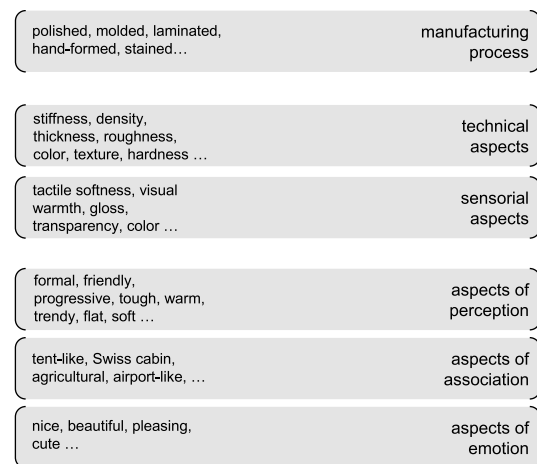 polished, molded, laminated,
hand-formed, stained…
manufacturing
process
stiffness, density,
thickness, roughness,
color, texture, hardness …
technical
aspects
tactile softness, visual
warmth, gloss,
transparency, color …
sensorial
aspects
formal, friendly,
progressive, tough, warm,
trendy, flat, soft …
aspects of
perception
tent-like, Swiss cabin,
agricultural, airport-like, …
aspects of
association
nice, beautiful, pleasing,
cute …
aspects of
emotion